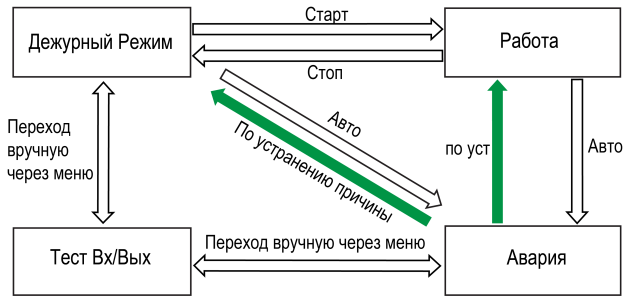 Старт
Дежурный Режим
Работа
Стоп
Авто
Переход
вручную
через меню
По устранению причины
по уст
Авто
Переход вручную через меню
Тест Вх/Вых
Авария